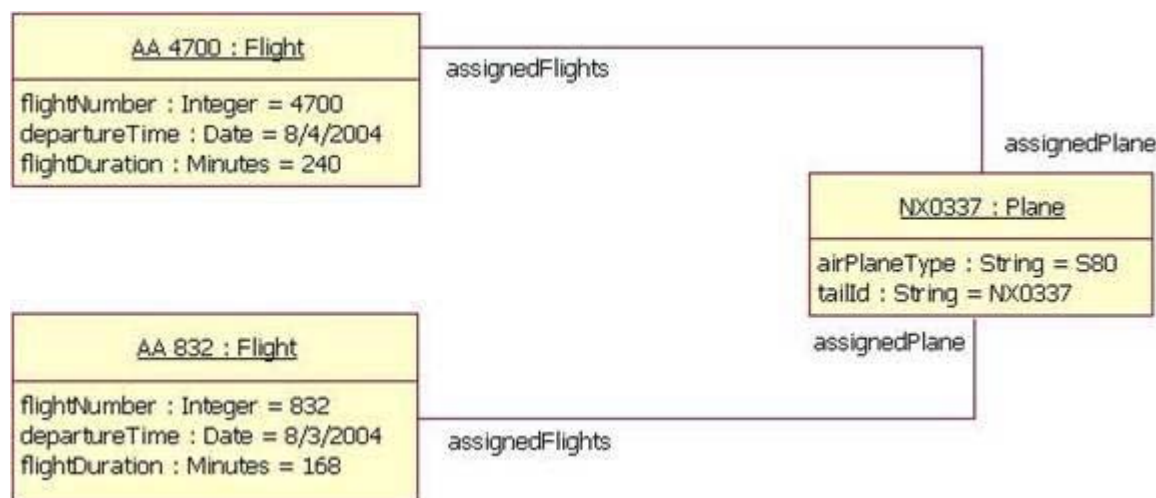 AA 4700 : Flight
flightNumber : Integer = 4700
departureTime : Date = 8/4/2004
flightDuration : Minutes = 240
assignedFlights
assignedPlane
NX0337 : Plane
airPlaneType : String = S80
tailId : String = NX0337
assignedPlane
AA 832 : Flight
flightNumber : Integer = 832
departureTime : Date = 8/3/2004
flightDuration : Minutes = 168
assignedFlights